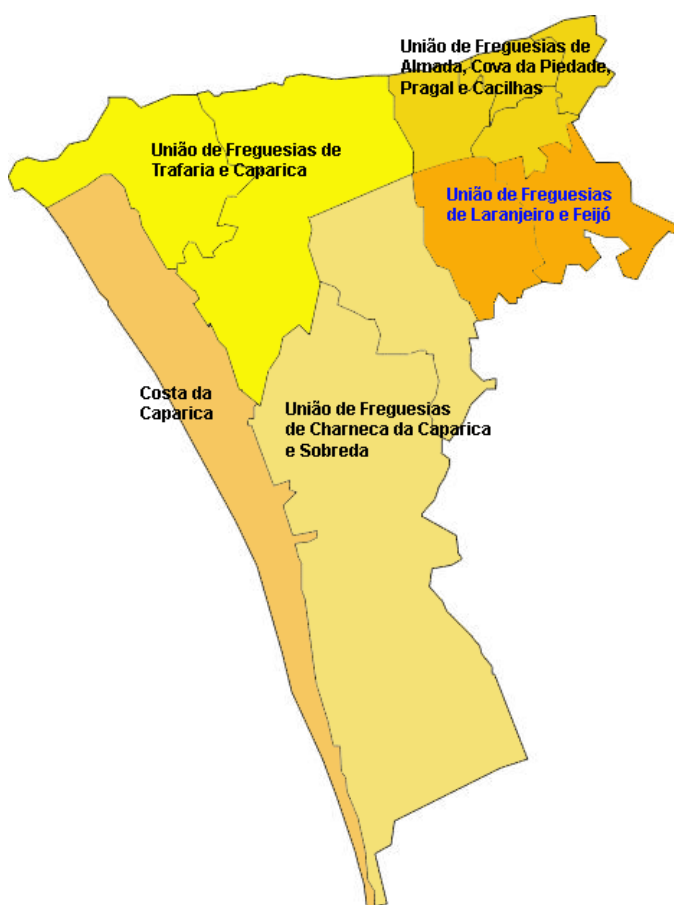 União de Freguesias de
Almada, Cova da Piedade,
Pragal e Cacilhas
União de Freguesias de
Trafaria e Caparica
União de Freguesias
de Laranjeiro e Feijó
Costa da
Caparica
União de Freguesias
de Charneca da Caparica
e Sobreda